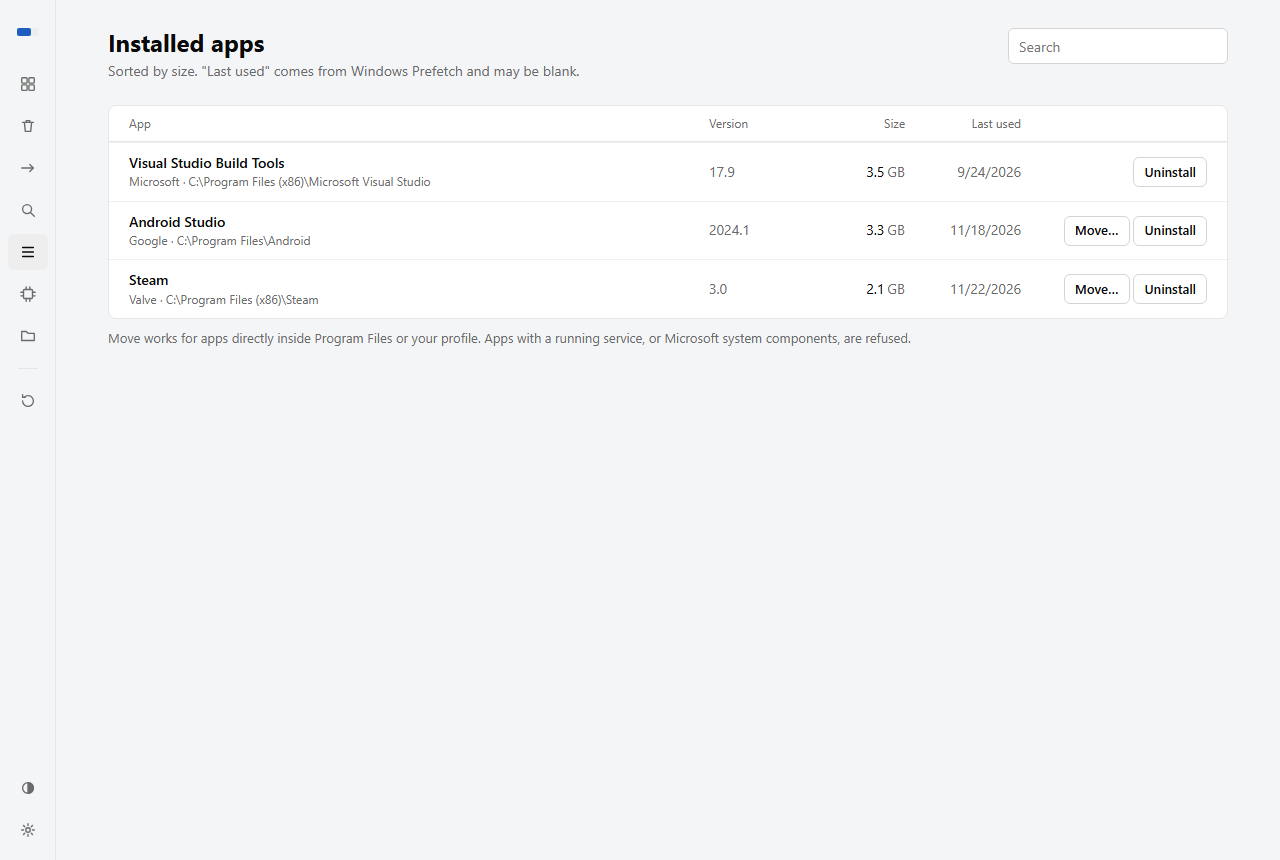 Installed apps
Search
Sorted by size. "Last used" comes from Windows Prefetch and may be blank.
App Version Size Last used
Visual Studio Build Tools
Microsoft · C:\Program Files (x86)\Microsoft Visual Studio
17.9 3.5 GB 9/24/2026 Uninstall
Android Studio
Google · C:\Program Files\Android
2024.1 3.3 GB 11/18/2026 Move... Uninstall
Steam
Valve · C:\Program Files (x86)\Steam
3.0 2.1 GB 11/22/2026 Move... Uninstall
Move works for apps directly inside Program Files or your profile. Apps with a running service, or Microsoft system components, are refused.